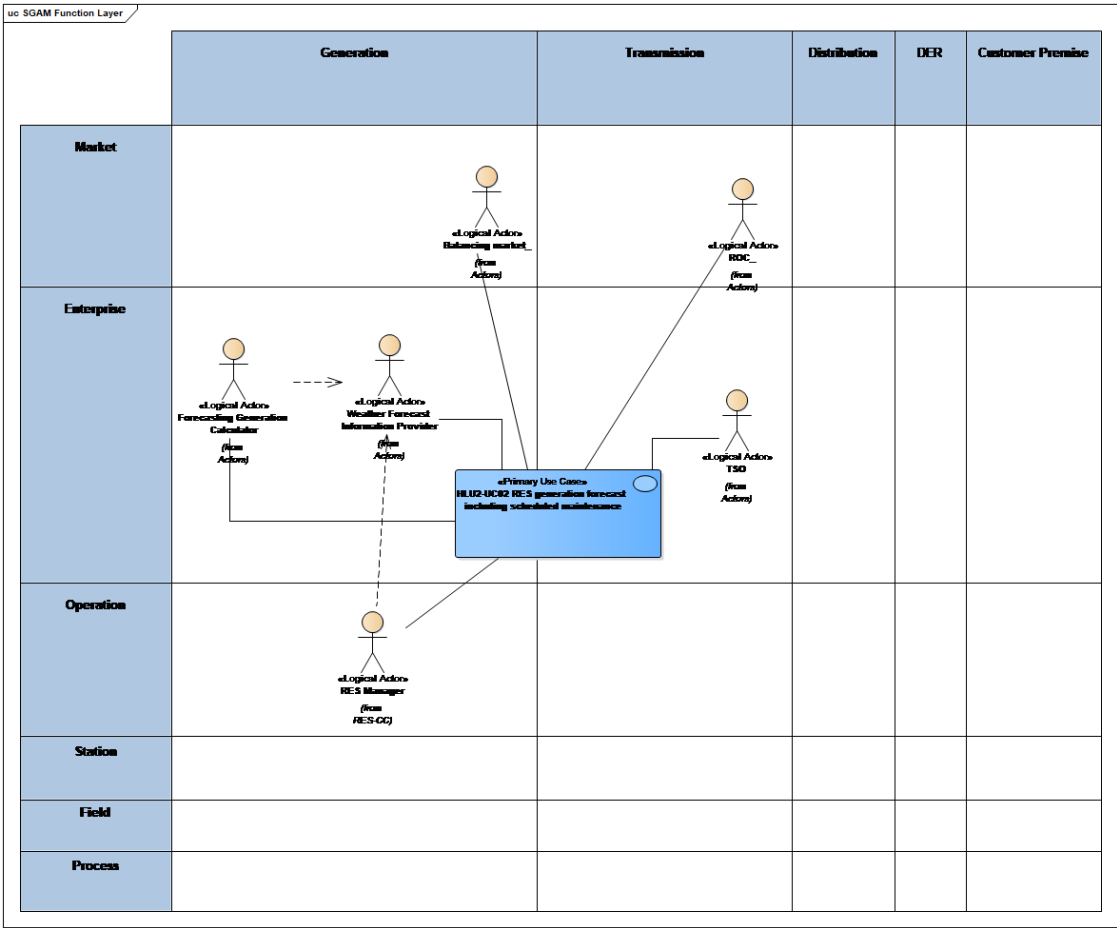 uc SGAM Function Layer
Generation
Transmission
Distribution
DER
Customer Premise
Market
«Logical Actor»
Balancing market_
(from
Actors)
«Logical Actor»
ROC_
(from
Actors)
Enterprise
«Logical Actor»
Forecasting Generation
Calculator
(from
Actors)
«Logical Actor»
Weather Forecast
Information Provider
(from
Actors)
«Logical Actor»
TSO
(from
Actors)
«Primary Use Case»
HLU2-UC02 RES generation forecast
including scheduled maintenance
Operation
«Logical Actor»
RES Manager
(from
RES-CC)
Station
Field
Process